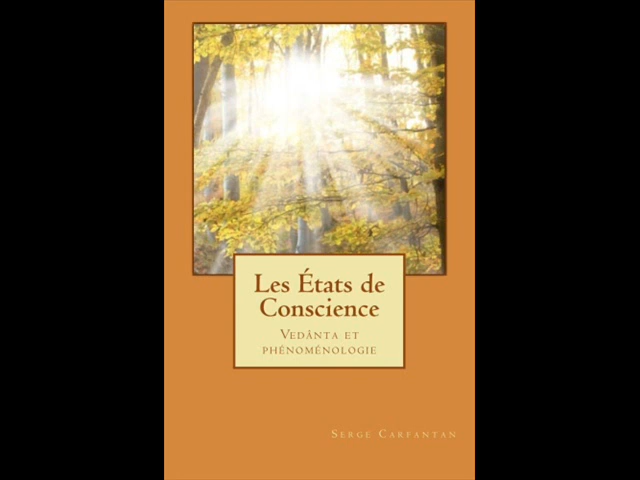 Les États de
Conscience
Vedânta et
phénoménologie
Serge Carfantan